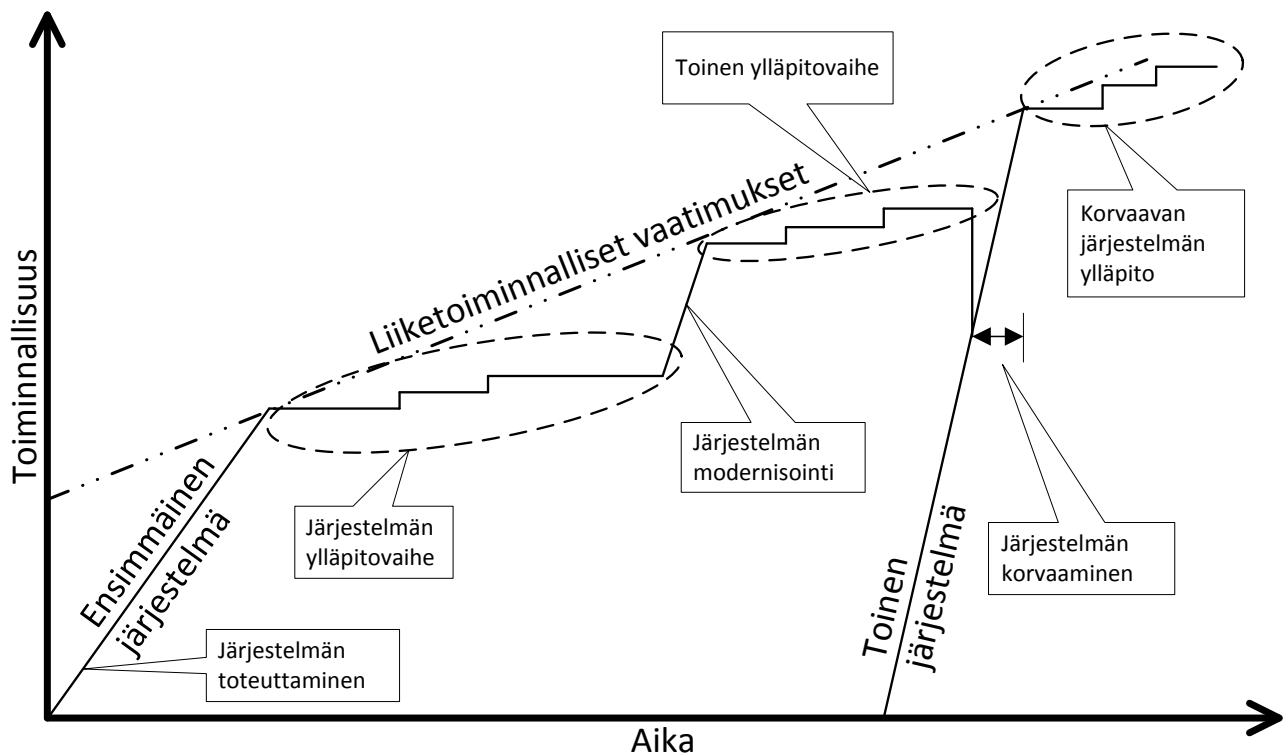 Toiminnallisuus
Toinen ylläpitovaihe
Liiketoiminnalliset vaatimukset
Korvaavan
järjestelmän
ylläpito
Järjestelmän
modernisointi
Järjestelmän
ylläpitovaihe
Ensimmäinen
järjestelmä
Järjestelmän
toteuttaminen
Toinen
järjestelmä
Järjestelmän
korvaaminen
Aika